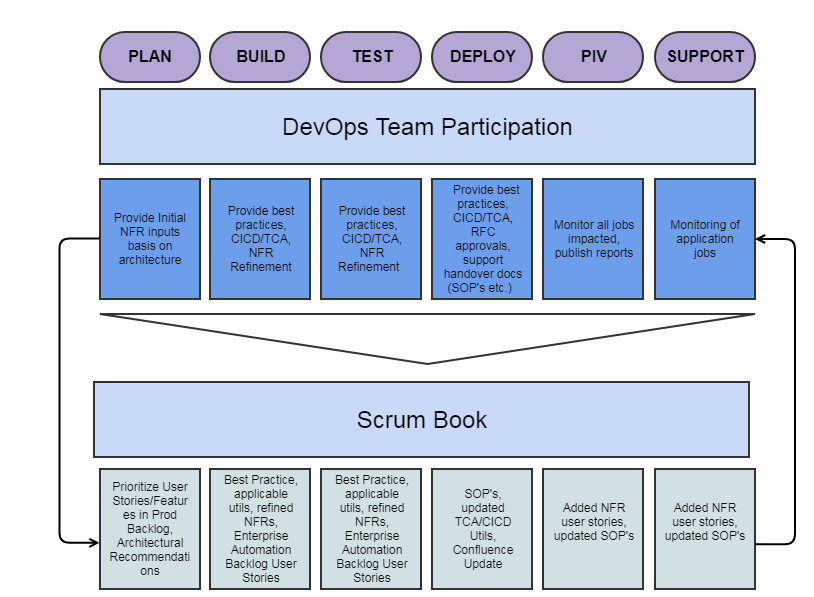 PLAN
BUILD
TEST
DEPLOY
PIV
SUPPORT
DevOps Team Participation
Provide Initial
NFR inputs
basis on
architecture
Provide best
practices,
CICD/TCA,
NFR
Refinement
Provide best
practices,
CICD/TCA,
NFR
Refinement
Provide best
practices,
CICD/TCA,
RFC
approvals,
support
handover docs
(SOP's etc.)
Monitor all jobs
impacted,
publish reports
Monitoring of
application
jobs
Scrum Book
Prioritize User
Stories/Featur
es in Prod
Backlog,
Architectural
Recommendati
ons
Best Practice,
applicable
utils, refined
NFRs,
Enterprise
Automation
Backlog User
Stories
Best Practice,
applicable
utils, refined
NFRs,
Enterprise
Automation
Backlog User
Stories
SOP's,
updated
TCA/CICD
Utils,
Confluence
Update
Added NFR
user stories,
updated SOP's
Added NFR
user stories,
updated SOP's